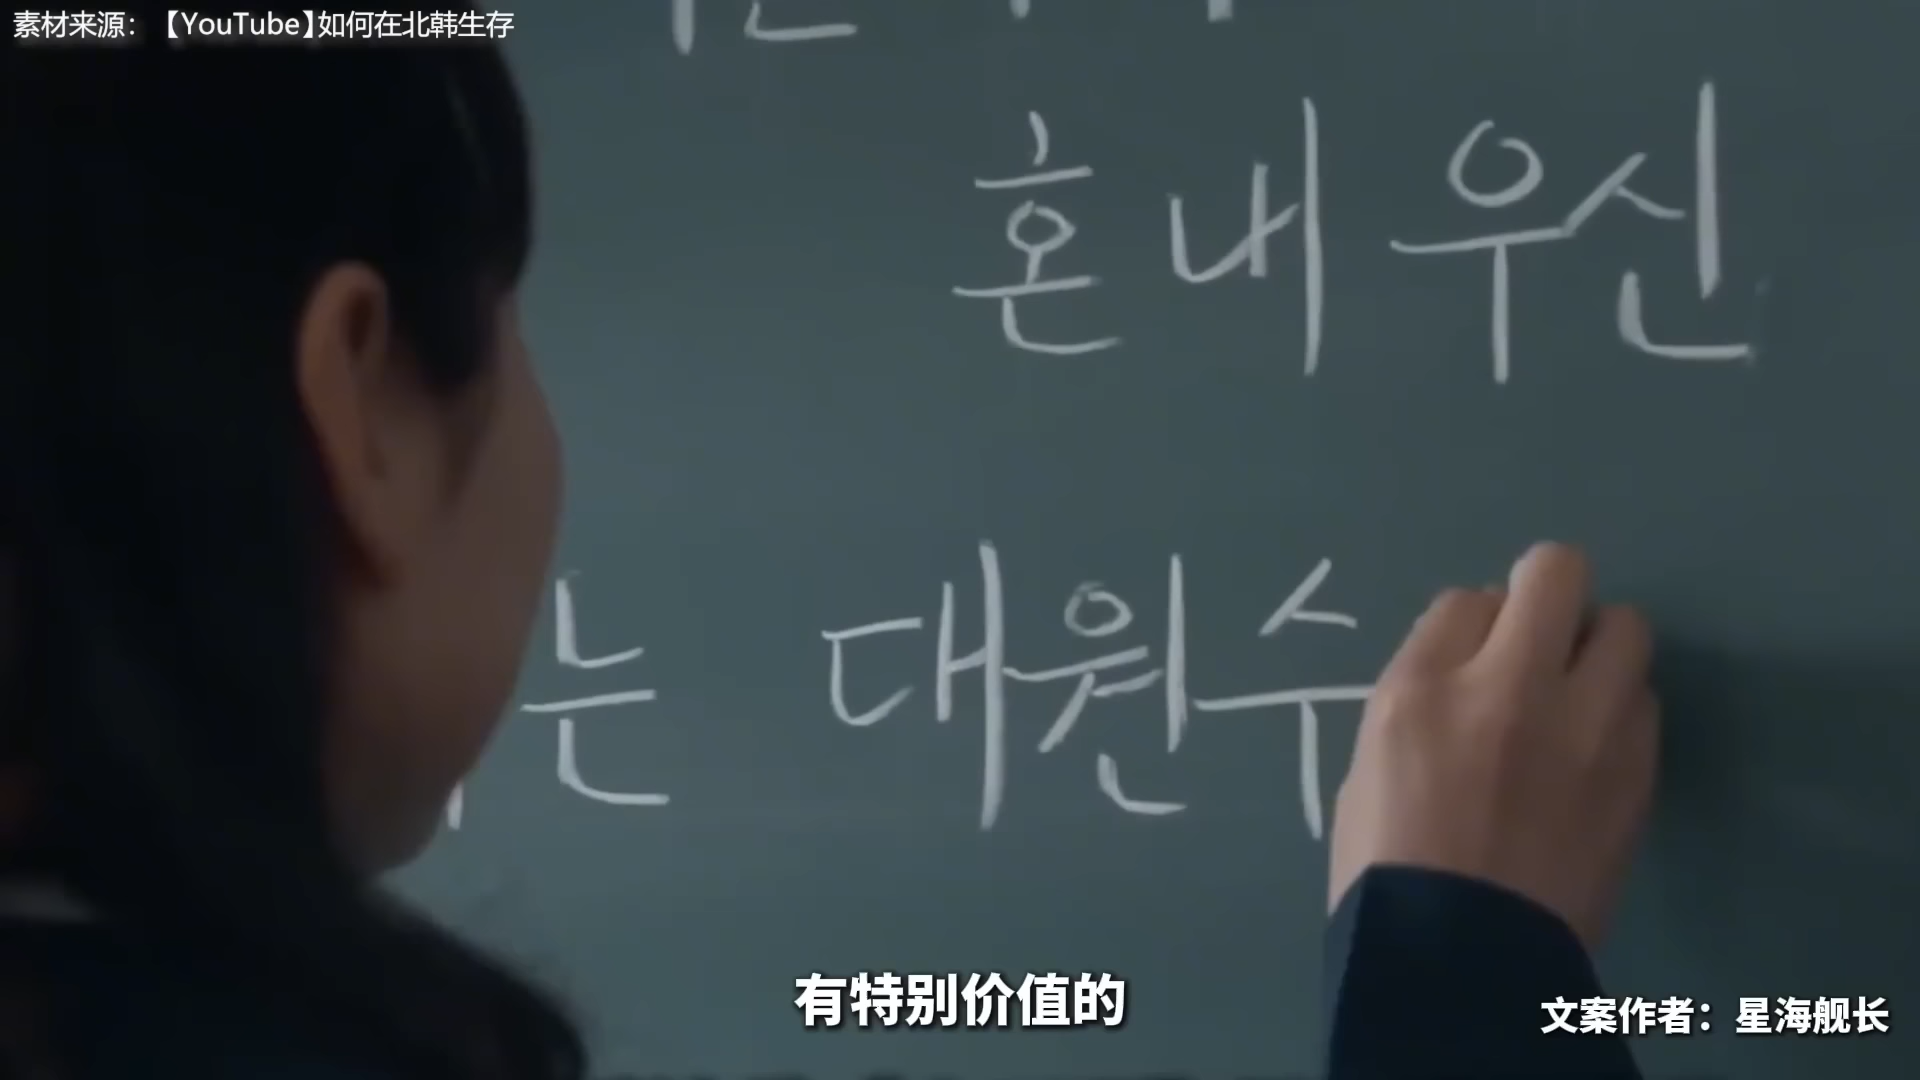 素材来源：【YouTube】如何在北韩生存
혼내우신
는 대원수
有特别价值的
文案作者：星海舰长